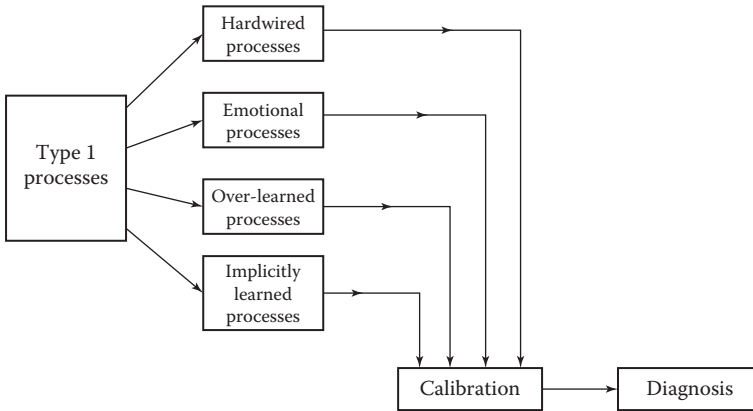 Type 1
processes
Hardwired
processes
Emotional
processes
Over-learned
processes
Implicitly
learned
processes
Calibration
Diagnosis